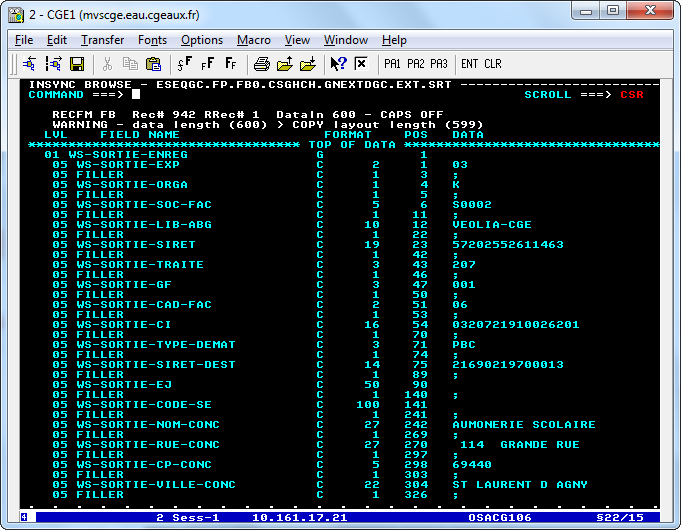 2 - CGE1 (mvscge.eau.cgeaux.fr)
File Edit Transfer Fonts Options Macro View Window Help
PA1 PA2 PA3 ENT CLR
INSYNC BROWSE - ESEQGC.FP.FB0.CSGHCH.GNEXTDGC.EXT.SRT -------------------------
COMMAND ===> SCROLL ===> CSR
RECFM FB Rec# 942 RRec# 1 DataIn 600 - CAPS OFF
WARNING - data length (600) > COPY layout length (599)
LVL FIELD NAME FORMAT POS DATA
********************************** TOP OF DATA ********************************
01 WS-SORTIE-ENREG G 1
05 WS-SORTIE-EXP C 2 1 03
05 FILLER C 1 3 ;
05 WS-SORTIE-ORGA C 1 4 K
05 FILLER C 1 5 ;
05 WS-SORTIE-SOC-FAC C 5 6 S0002
05 FILLER C 1 11 ;
05 WS-SORTIE-LIB-ABG C 10 12 VEOLIA-CGE
05 FILLER C 1 22 ;
05 WS-SORTIE-SIRET C 19 23 57202552611463
05 FILLER C 1 42 ;
05 WS-SORTIE-TRAITE C 3 43 207
05 FILLER C 1 46 ;
05 WS-SORTIE-GF C 3 47 001
05 FILLER C 1 50 ;
05 WS-SORTIE-CAD-FAC C 2 51 06
05 FILLER C 1 53 ;
05 WS-SORTIE-CI C 16 54 0320721910026201
05 FILLER C 1 70 ;
05 WS-SORTIE-TYPE-DEMAT C 3 71 PBC
05 FILLER C 1 74 ;
05 WS-SORTIE-SIRET-DEST C 14 75 21690219700013
05 FILLER C 1 89 ;
05 WS-SORTIE-EJ C 50 90
05 FILLER C 1 140 ;
05 WS-SORTIE-CODE-SE C 100 141
05 FILLER C 1 241 ;
05 WS-SORTIE-NOM-CONC C 27 242 AUMONERIE SCOLAIRE
05 FILLER C 1 269 ;
05 WS-SORTIE-RUE-CONC C 27 270 114 GRANDE RUE
05 FILLER C 1 297 ;
05 WS-SORTIE-CP-CONC C 5 298 69440
05 FILLER C 1 303 ;
05 WS-SORTIE-VILLE-CONC C 22 304 ST LAURENT D AGNY
05 FILLER C 1 326 ;
4 2 Sess-1 10.161.17.21 OSACG106 §22/15